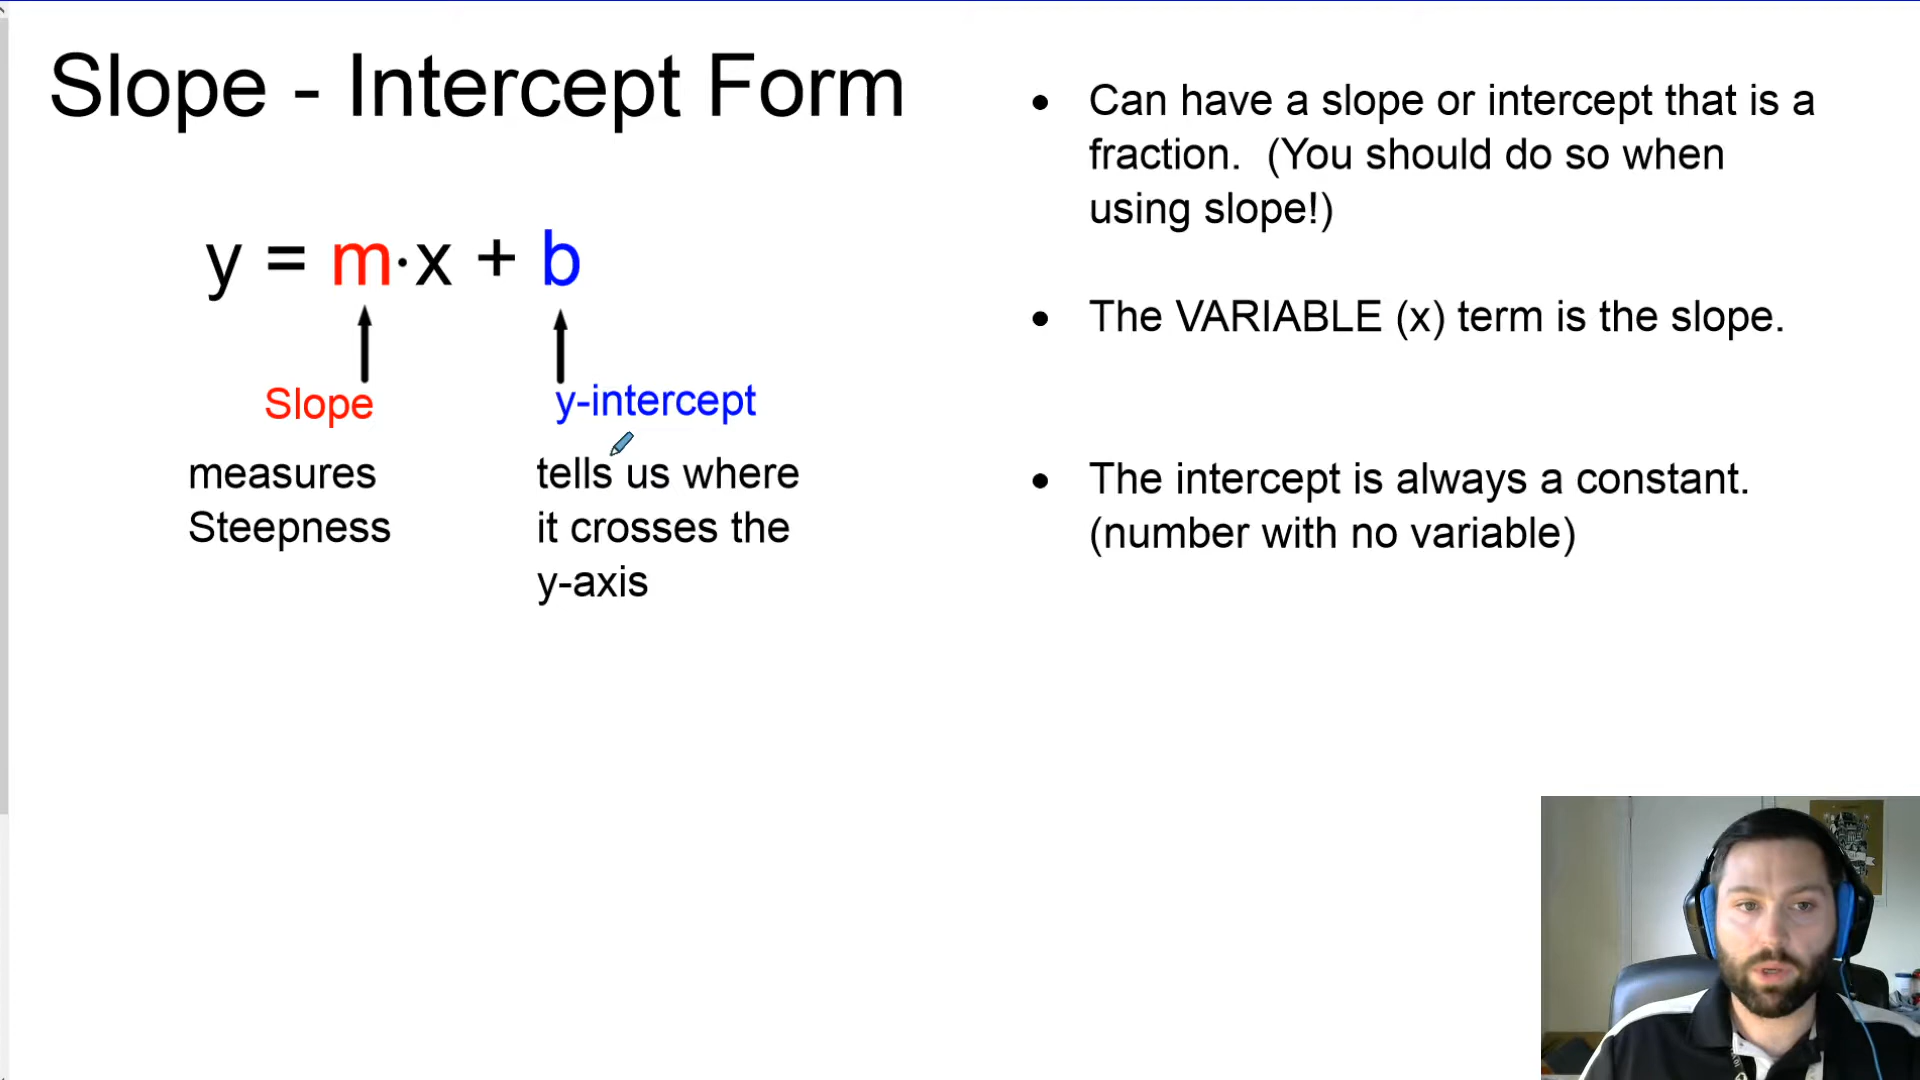 Slope - Intercept Form
y = m·x + b
Slope
y-intercept
measures
Steepness
tells us where
it crosses the
y-axis
• Can have a slope or intercept that is a
fraction.  (You should do so when
using slope!)
• The VARIABLE (x) term is the slope.
• The intercept is always a constant.
(number with no variable)